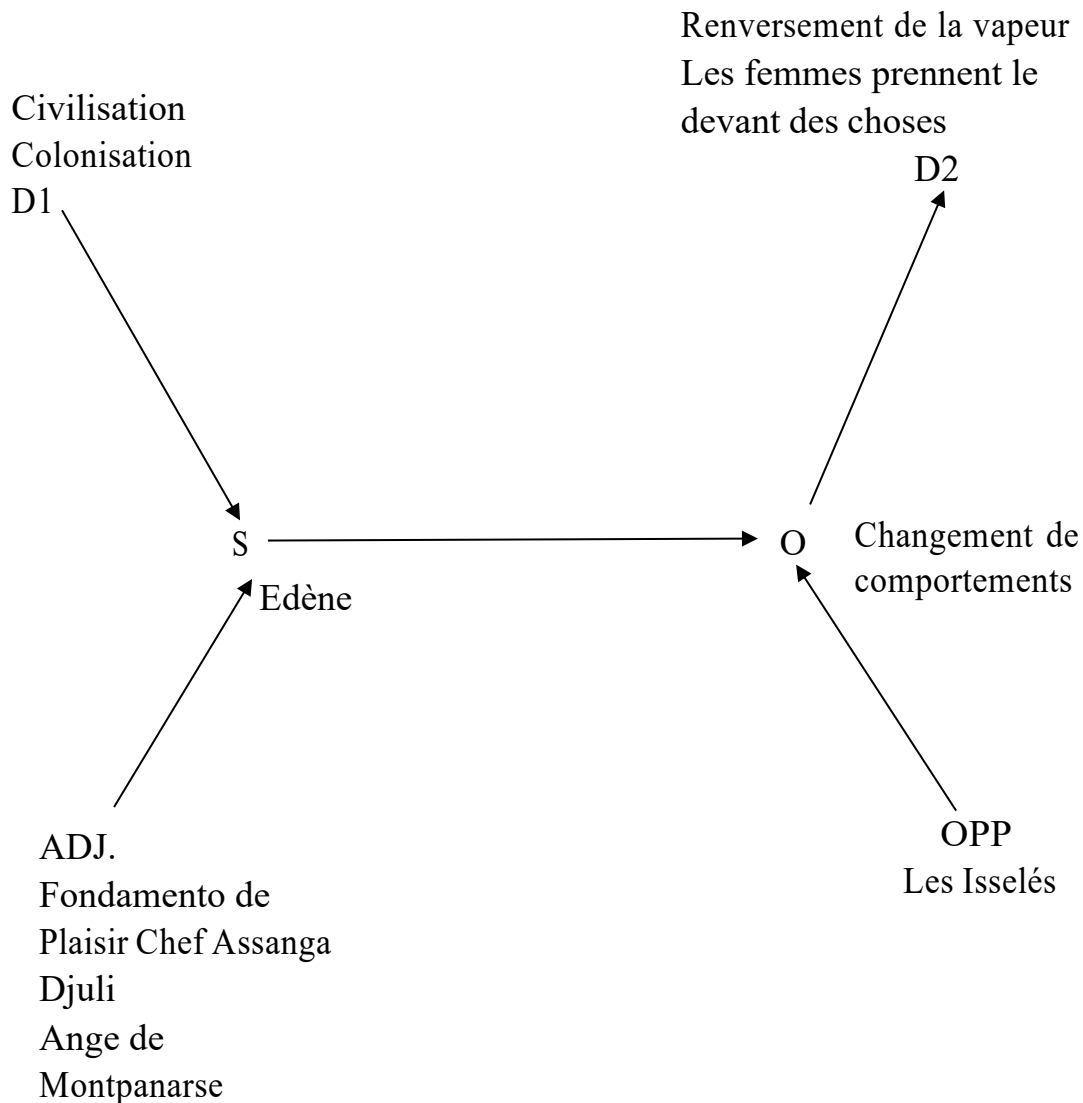 Renversement de la vapeur
Les femmes prennent le
devant des choses
D2
Civilisation
Colonisation
D1
S
Edène
O
Changement de
comportements
ADJ.
Fondamento de
Plaisir Chef Assanga
Djuli
Ange de
Montpanarse
OPP
Les Isselés